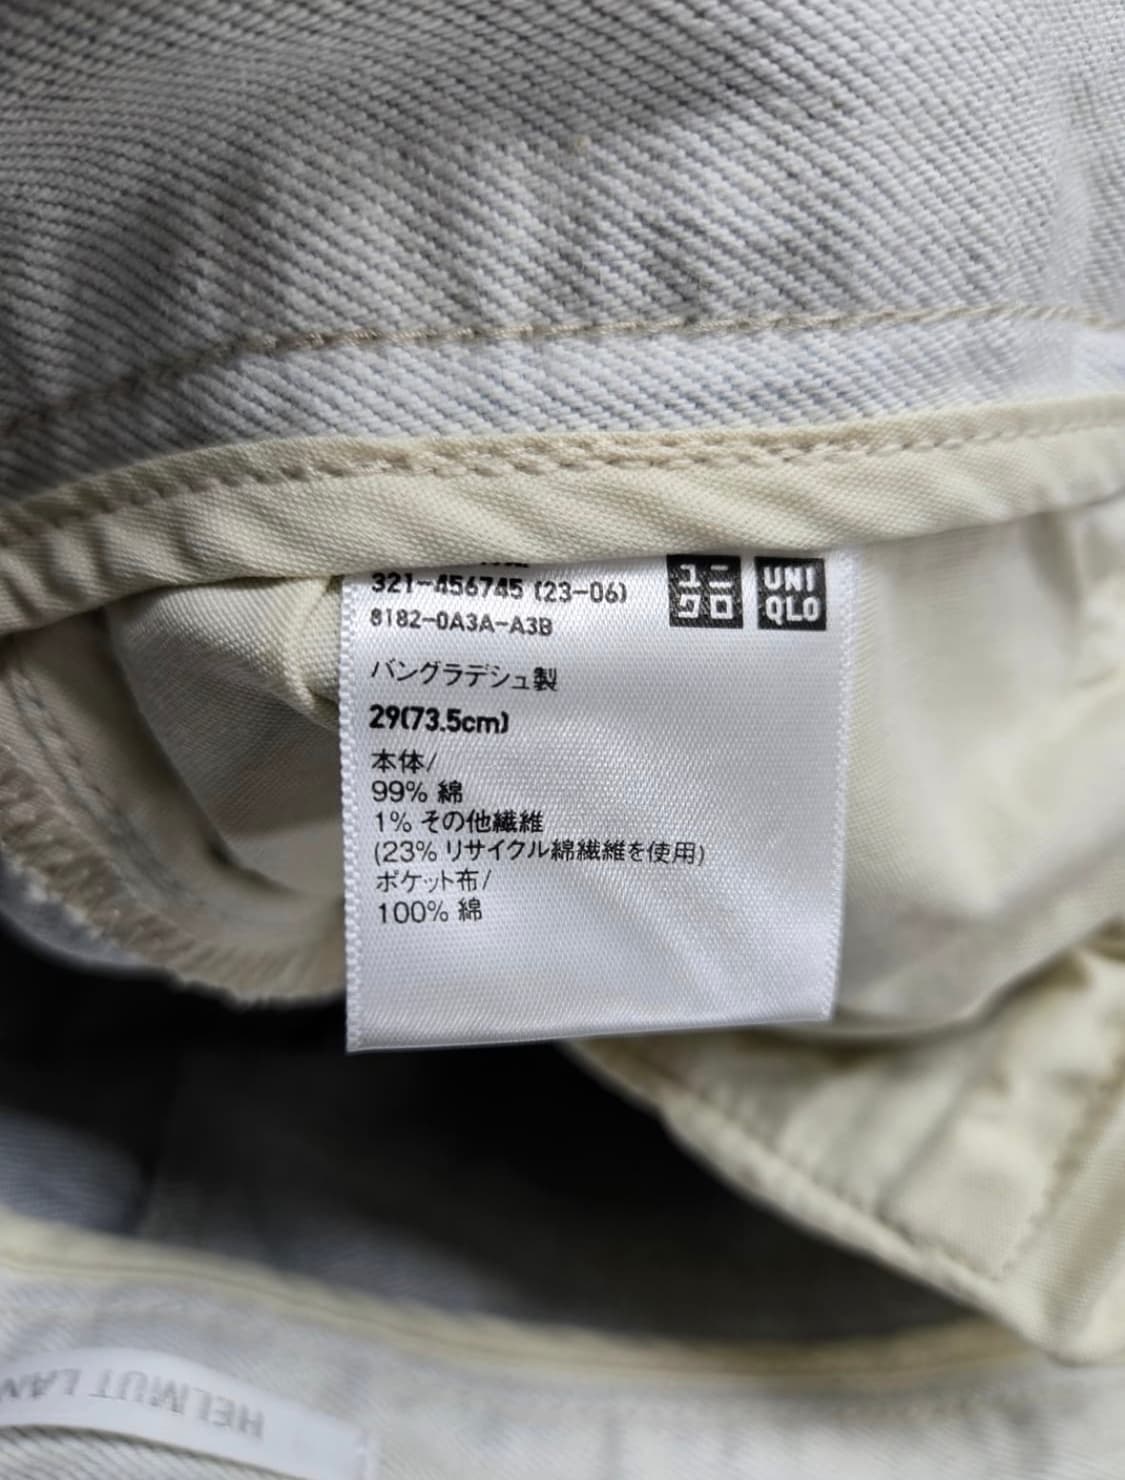 321-456745 (23-06)
8182-0A3A-A3B
ユニ
クロ
UNI
QLO
バングラデシュ製
29(73.5cm)
本体/
99% 綿
1% その他繊維
(23% リサイクル綿繊維を使用)
ポケット布/
100% 綿
HELMUT LAN